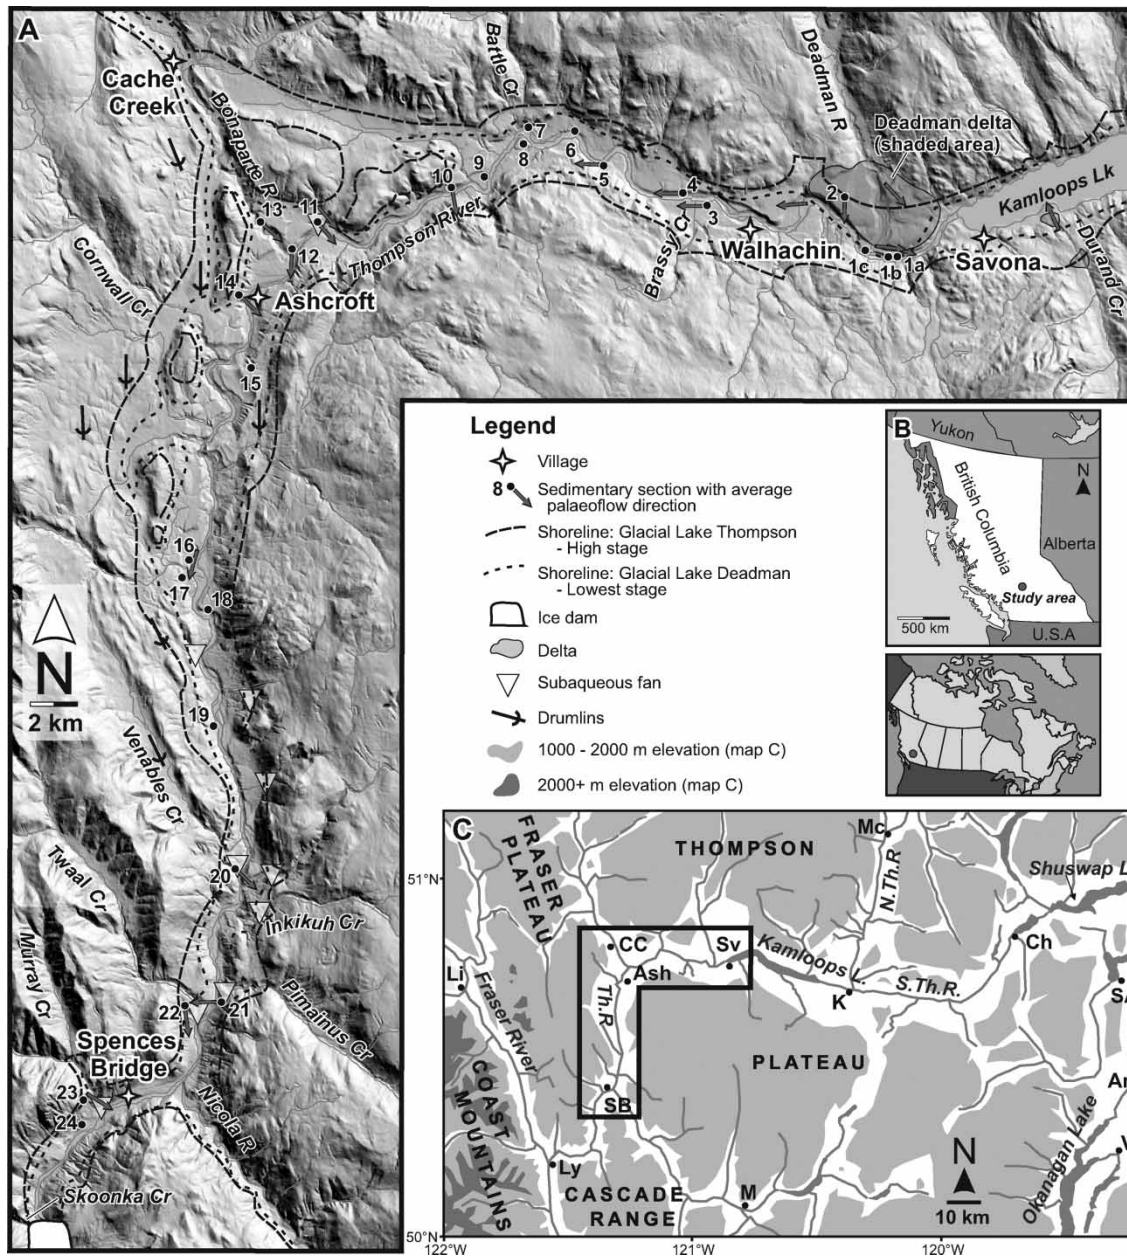 A
Cache
Creek
Bonaparte R
Battle Cr
Deadman R
Deadman delta
(shaded area)
Kamloops Lk
Durand Cr
Savona
Walhachin
Brassy Cr
Thompson River
Ashcroft
Cornwall Cr
1a
1b
1c
2
3
4
5
6
7
8
9
10
11
12
13
14
15
16
17
18
19
20
21
22
23
24
N
2 km
Venables Cr
Twaal Cr
Murray Cr
Inkikuh Cr
Pimainus Cr
Spences
Bridge
Nicola R
Skoonka Cr
Legend
Village
8 Sedimentary section with average
palaeoflow direction
Shoreline: Glacial Lake Thompson
- High stage
Shoreline: Glacial Lake Deadman
- Lowest stage
Ice dam
Delta
Subaqueous fan
Drumlins
1000 - 2000 m elevation (map C)
2000+ m elevation (map C)
B
Yukon
N
British Columbia
Alberta
Study area
500 km
U.S.A
C
FRASER
PLATEAU
THOMPSON
Mc
N.Th.R
Shuswap L
51°N
CC
Sv
Kamloops L.
Ch
Li
Ash
Fraser River
Th.R
K
S.Th.R.
SA
PLATEAU
COAST
MOUNTAINS
SB
Ar
Ly
CASCADE
RANGE
M
N
10 km
Okanagan Lake
V
50°N
122°W
121°W
120°W